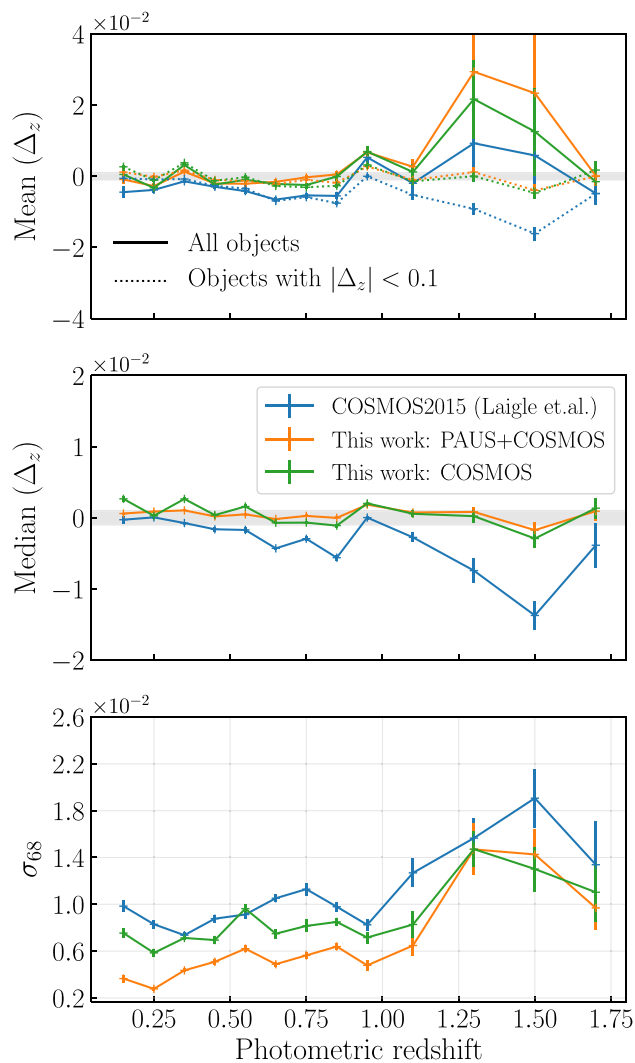 ×10⁻²
4
2
0
−2
−4
Mean (Δ_z)
All objects
Objects with |Δ_z| < 0.1
×10⁻²
2
1
0
−1
−2
Median (Δ_z)
COSMOS2015 (Laigle et.al.)
This work: PAUS+COSMOS
This work: COSMOS
×10⁻²
2.6
2.2
1.8
1.4
1.0
0.6
0.2
σ₆₈
0.25 0.50 0.75 1.00 1.25 1.50 1.75
Photometric redshift